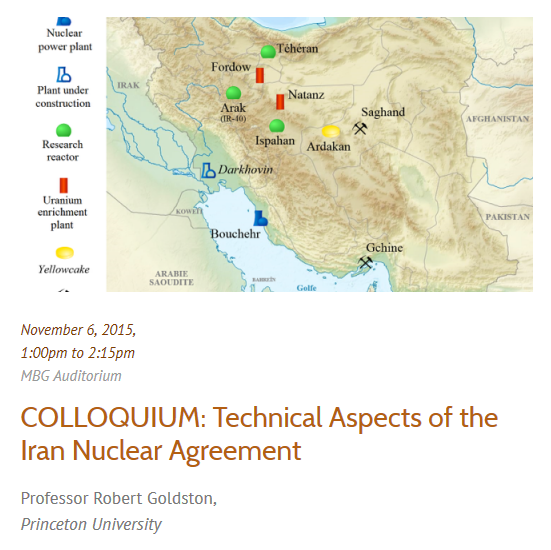 Nuclear
power plant
Plant under
construction
Research
reactor
Uranium
enrichment
plant
Yellowcake
Téhéran
Fordow
IRAK
Natanz
Arak
(IR-40)
Saghand
AFGHANISTAN
Ispahan
Ardakan
Darkhovin
KOWEÏT
PAKISTAN
Bouchehr
Gchine
ARABIE
SAOUDITE
BAHREÏN
Golfe
November 6, 2015,
1:00pm to 2:15pm
MBG Auditorium
COLLOQUIUM: Technical Aspects of the
Iran Nuclear Agreement
Professor Robert Goldston,
Princeton University